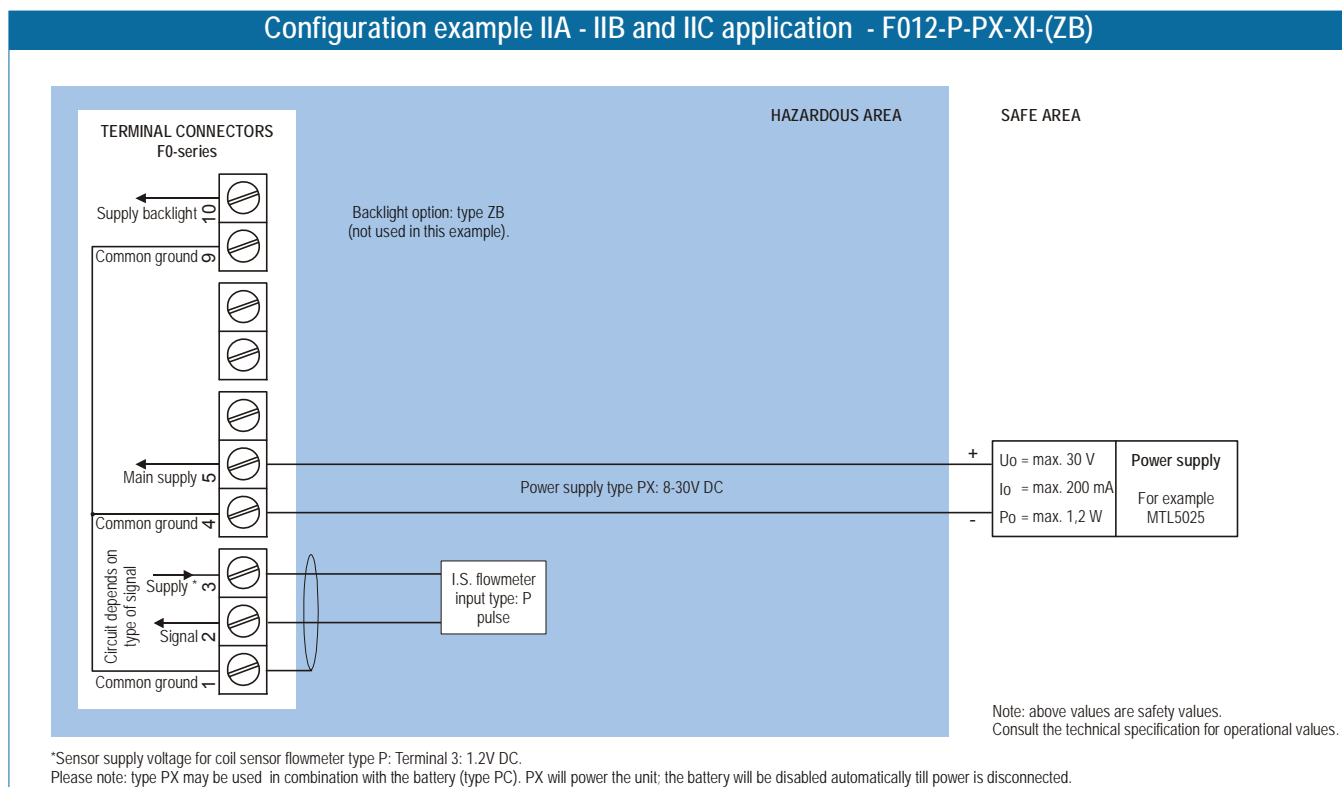 Configuration example IIA - IIB and IIC application - F012-P-PX-XI-(ZB)
HAZARDOUS AREA
SAFE AREA
TERMINAL CONNECTORS
F0-series
Supply backlight 10
Common ground 9
Backlight option: type ZB
(not used in this example).
Main supply 5
Common ground 4
Power supply type PX: 8-30V DC
+
-
Uo = max. 30 V
Io = max. 200 mA
Po = max. 1,2 W
Power supply
For example
MTL5025
Circuit depends on
type of signal
Supply * 3
Signal 2
Common ground 1
I.S. flowmeter
input type: P
pulse
Note: above values are safety values.
Consult the technical specification for operational values.
*Sensor supply voltage for coil sensor flowmeter type P: Terminal 3: 1.2V DC.
Please note: type PX may be used in combination with the battery (type PC). PX will power the unit; the battery will be disabled automatically till power is disconnected.